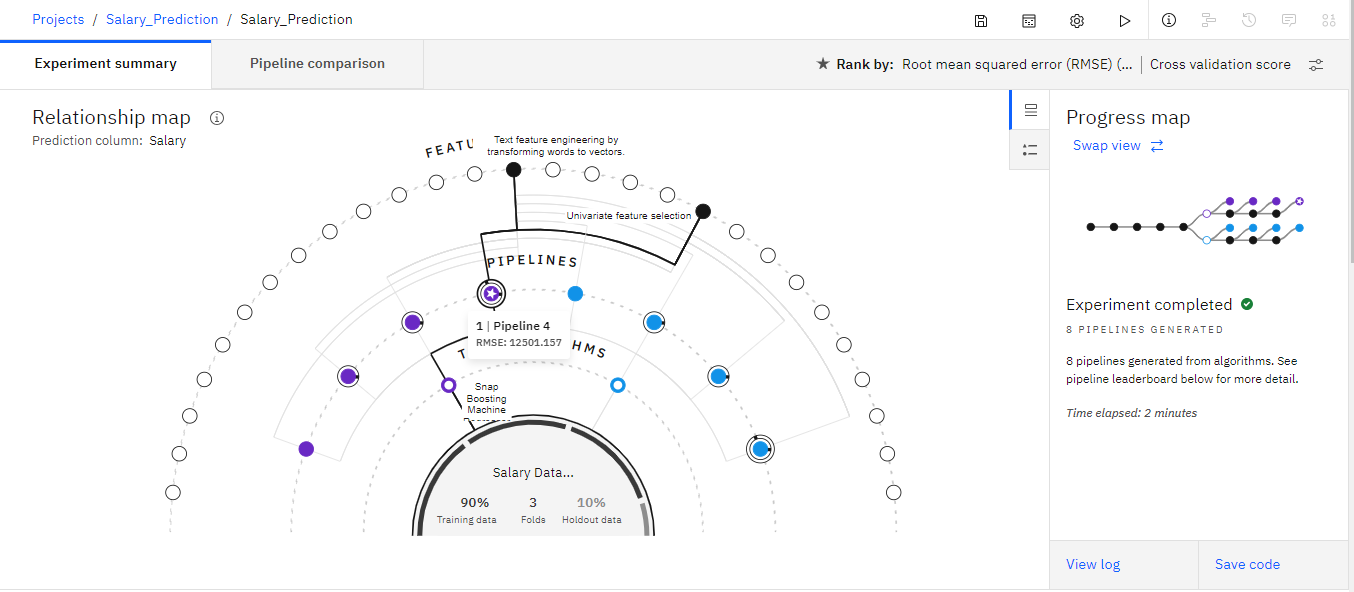 Projects / Salary_Prediction / Salary_Prediction
Experiment summary
Pipeline comparison
Rank by: Root mean squared error (RMSE) (... | Cross validation score
Relationship map
Prediction column: Salary
FEATU
Text feature engineering by
transforming words to vectors.
Univariate feature selection
PIPELINES
1 | Pipeline 4
RMSE: 12501.157
T
HMS
Snap
Boosting
Machine
Salary Data...
90%
Training data
3
Folds
10%
Holdout data
Progress map
Swap view
Experiment completed
8 PIPELINES GENERATED
8 pipelines generated from algorithms. See
pipeline leaderboard below for more detail.
Time elapsed: 2 minutes
View log
Save code